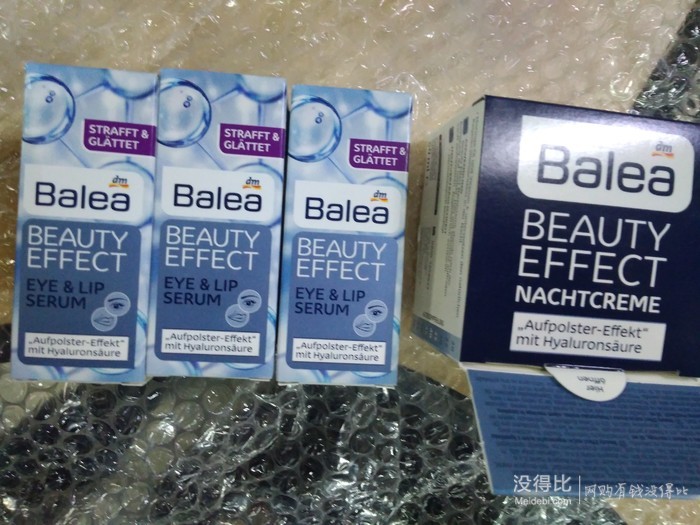 STRAFFT &
GLÄTTET
dm
Balea
BEAUTY
EFFECT
EYE & LIP
SERUM
„Aufpolster-Effekt"
mit Hyaluronsäure
STRAFFT &
GLÄTTET
dm
Balea
BEAUTY
EFFECT
EYE & LIP
SERUM
„Aufpolster-Effekt"
mit Hyaluronsäure
STRAFFT &
GLÄTTET
dm
Balea
BEAUTY
EFFECT
EYE & LIP
SERUM
„Aufpolster-Effekt"
mit Hyaluronsäure
dm
Balea
BEAUTY
EFFECT
NACHTCREME
„Aufpolster-Effekt"
mit Hyaluronsäure
Hier
öffnen
没得比 网购有钱没得比
Meidebi.com